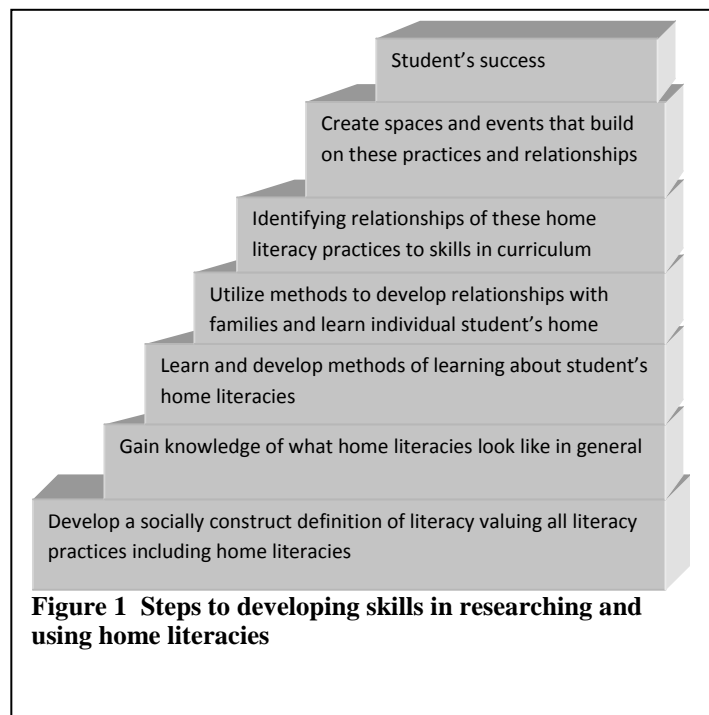 Student’s success
Create spaces and events that build
on these practices and relationships
Identifying relationships of these home
literacy practices to skills in curriculum
Utilize methods to develop relationships with
families and learn individual student’s home
Learn and develop methods of learning about student’s
home literacies
Gain knowledge of what home literacies look like in general
Develop a socially construct definition of literacy valuing all literacy
practices including home literacies
Figure 1 Steps to developing skills in researching and
using home literacies